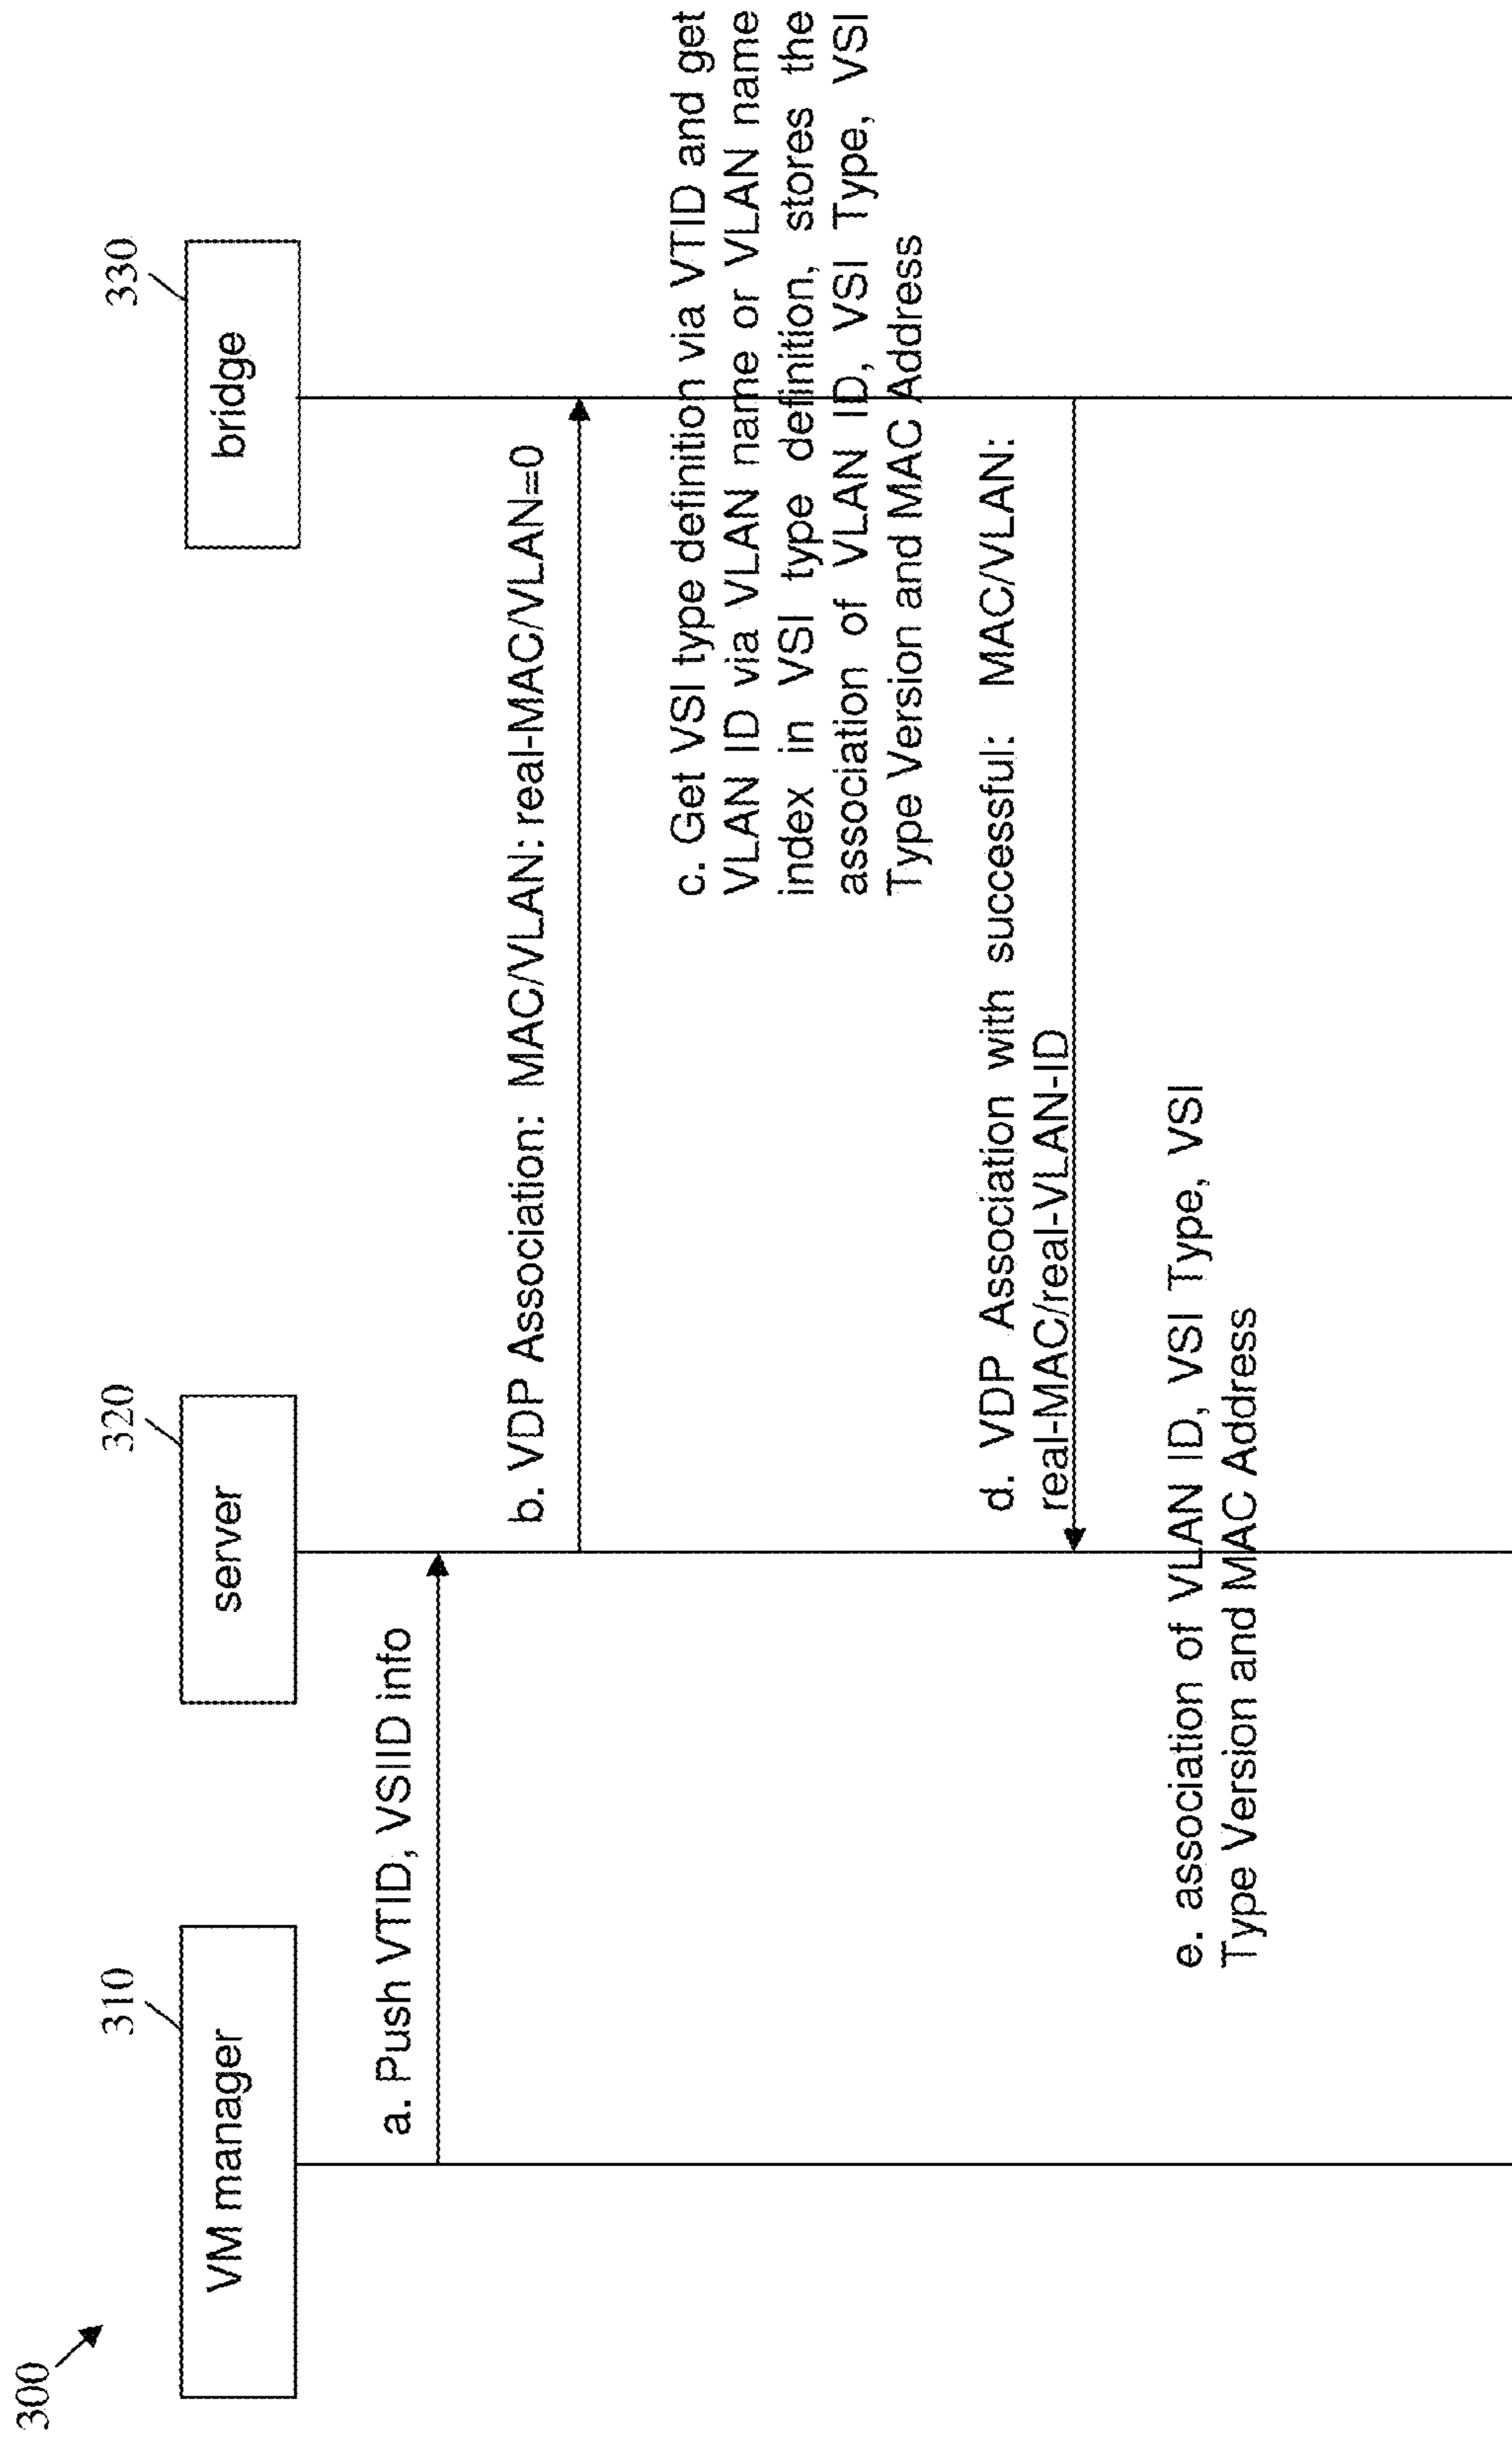 300
310
320
330
VM manager
server
bridge
a. Push VTID, VSIID info
b. VDP Association: MAC/VLAN: real-MAC/VLAN=0
c. Get VSI type definition via VTID and get
VLAN ID via VLAN name or VLAN name
index in VSI type definition, stores the
association of VLAN ID, VSI Type, VSI
Type Version and MAC Address
d. VDP Association with successful: MAC/VLAN:
real-MAC/real-VLAN-ID
e. association of VLAN ID, VSI Type, VSI
Type Version and MAC Address